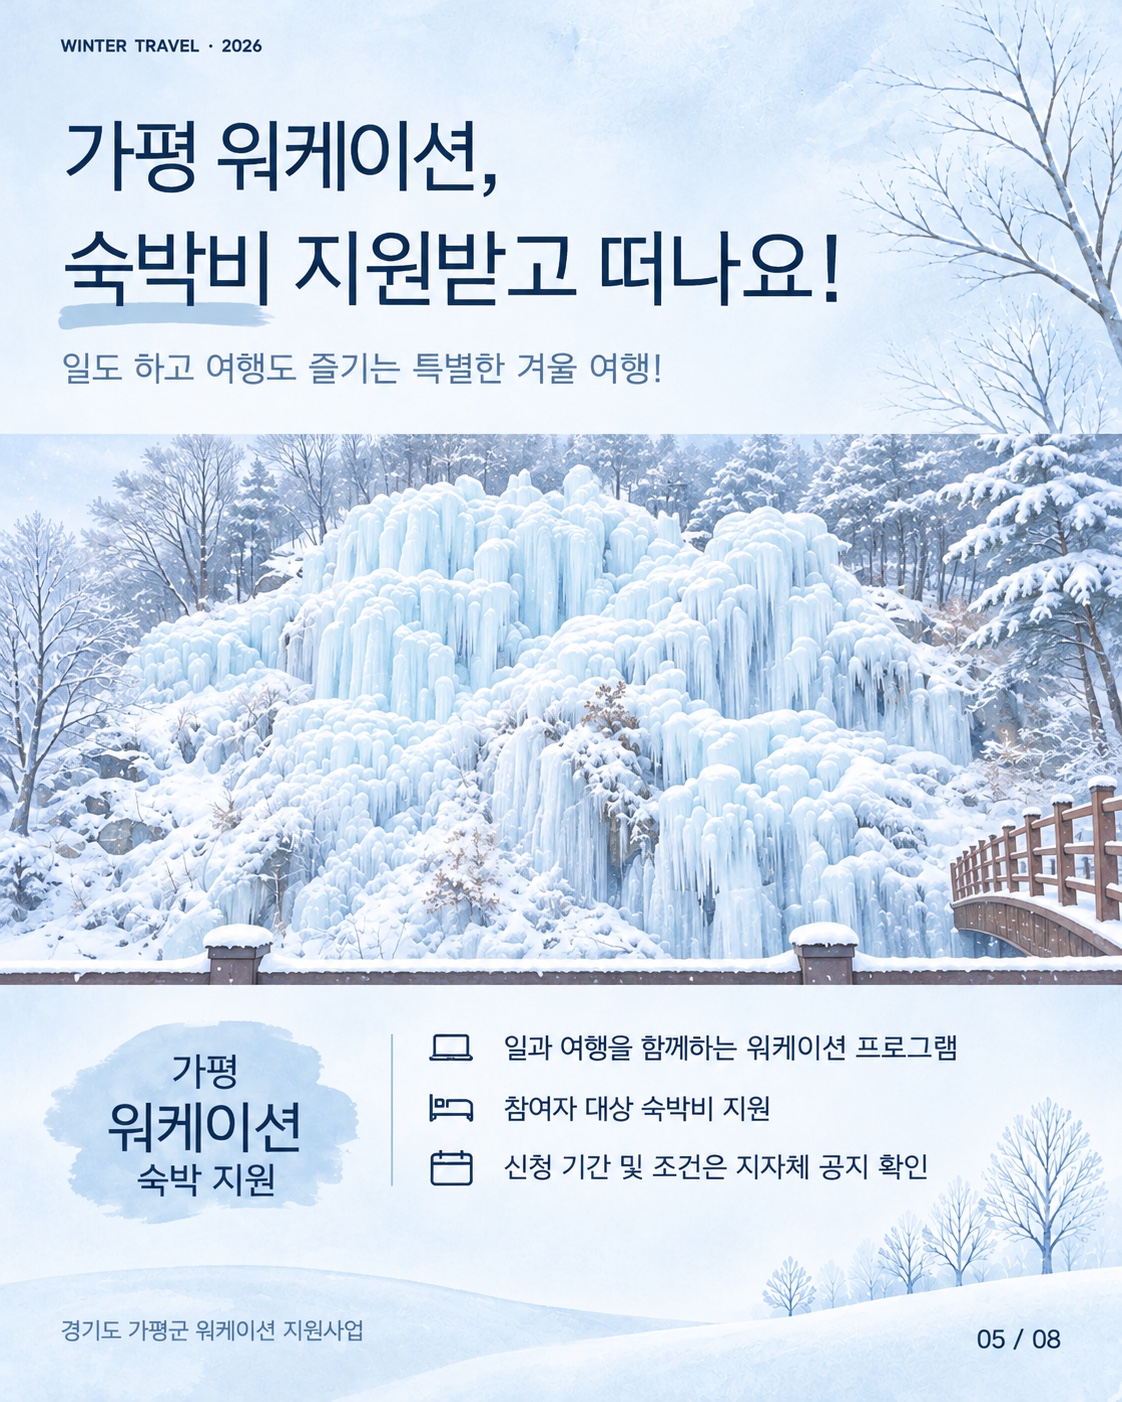 WINTER TRAVEL · 2026
가평 워케이션,
숙박비 지원받고 떠나요!
일도 하고 여행도 즐기는 특별한 겨울 여행!
가평
워케이션
숙박 지원
일과 여행을 함께하는 워케이션 프로그램
참여자 대상 숙박비 지원
신청 기간 및 조건은 지자체 공지 확인
경기도 가평군 워케이션 지원사업
05 / 08